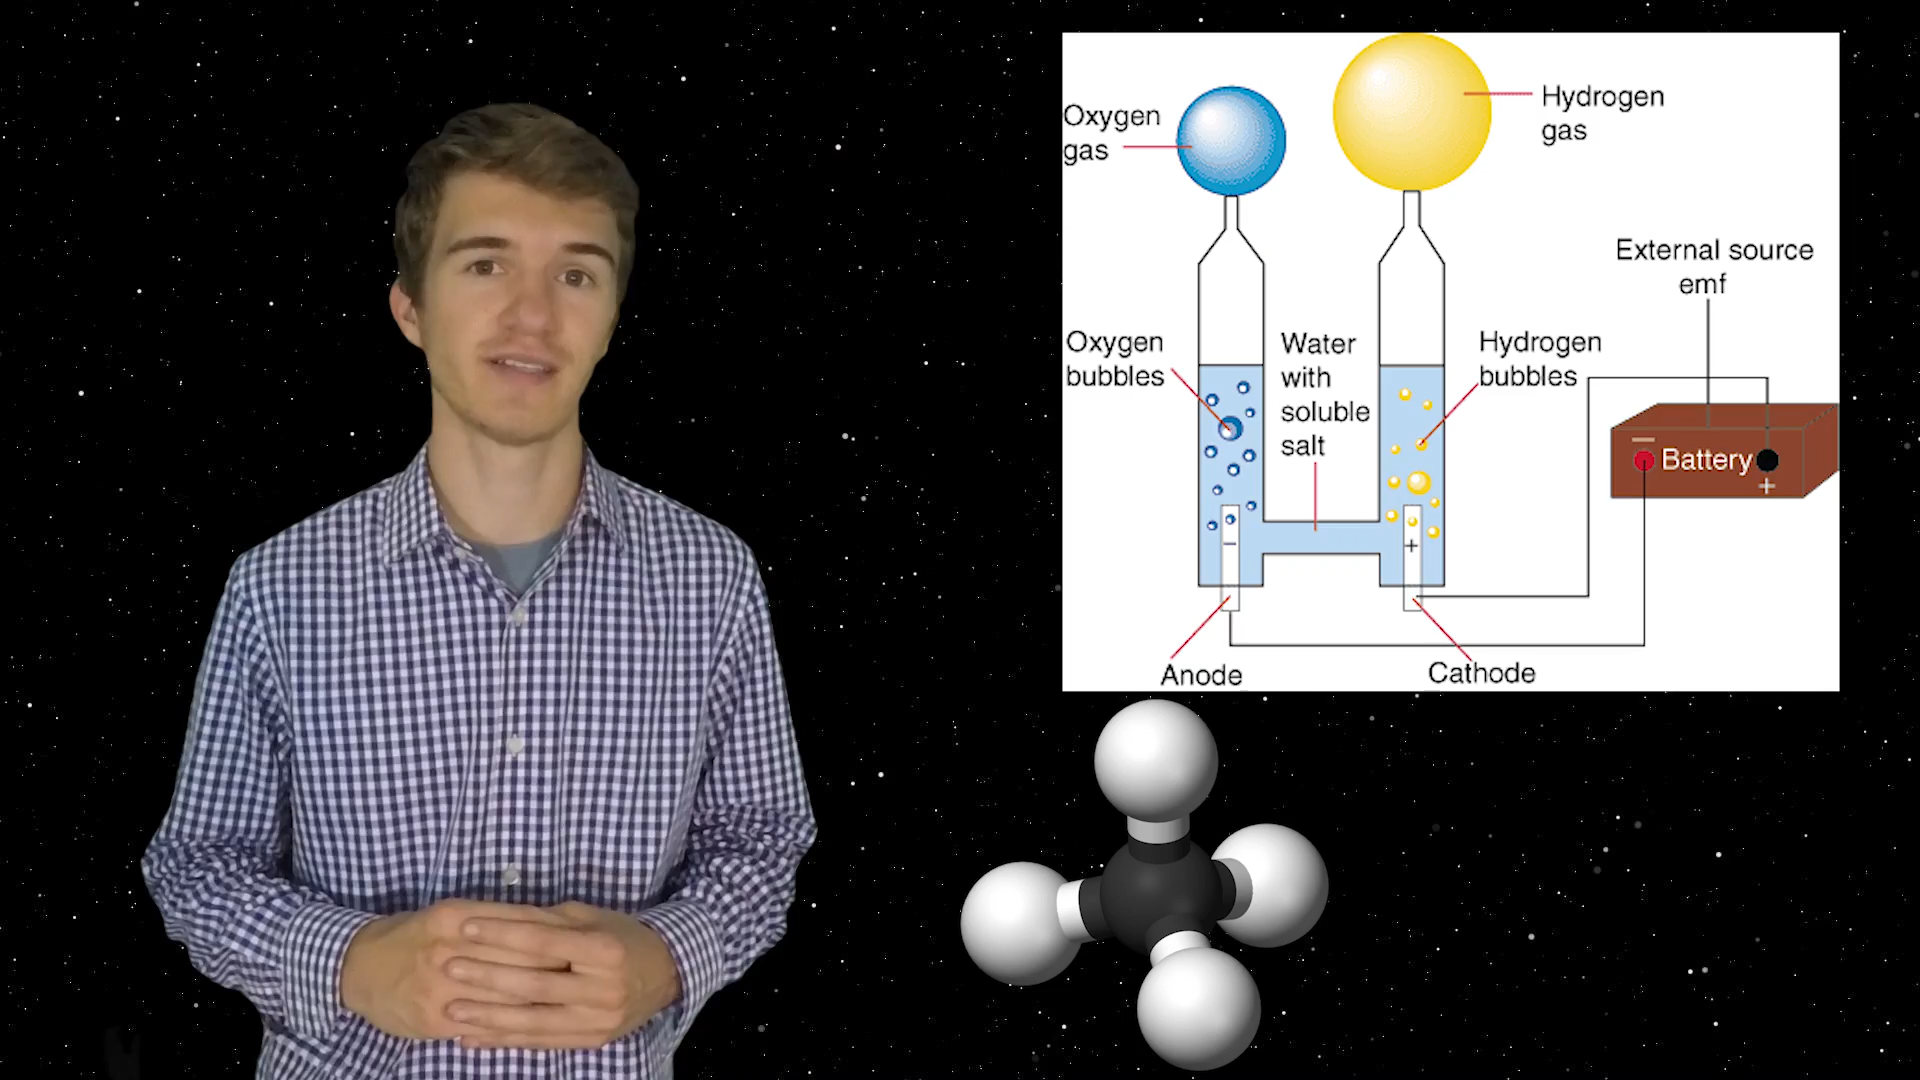 Oxygen
gas
Hydrogen
gas
External source
emf
Oxygen
bubbles
Water
with
soluble
salt
Hydrogen
bubbles
−
Battery
+
−
+
Anode
Cathode